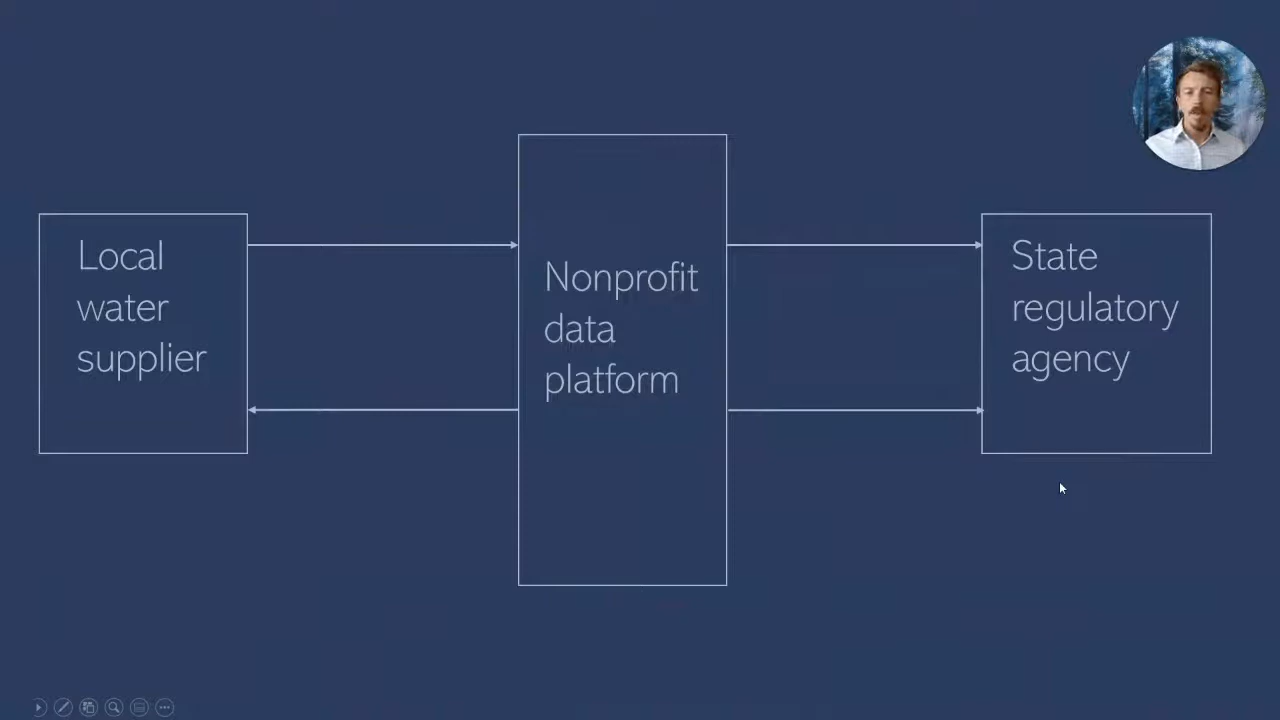 Local
water
supplier
Nonprofit
data
platform
State
regulatory
agency